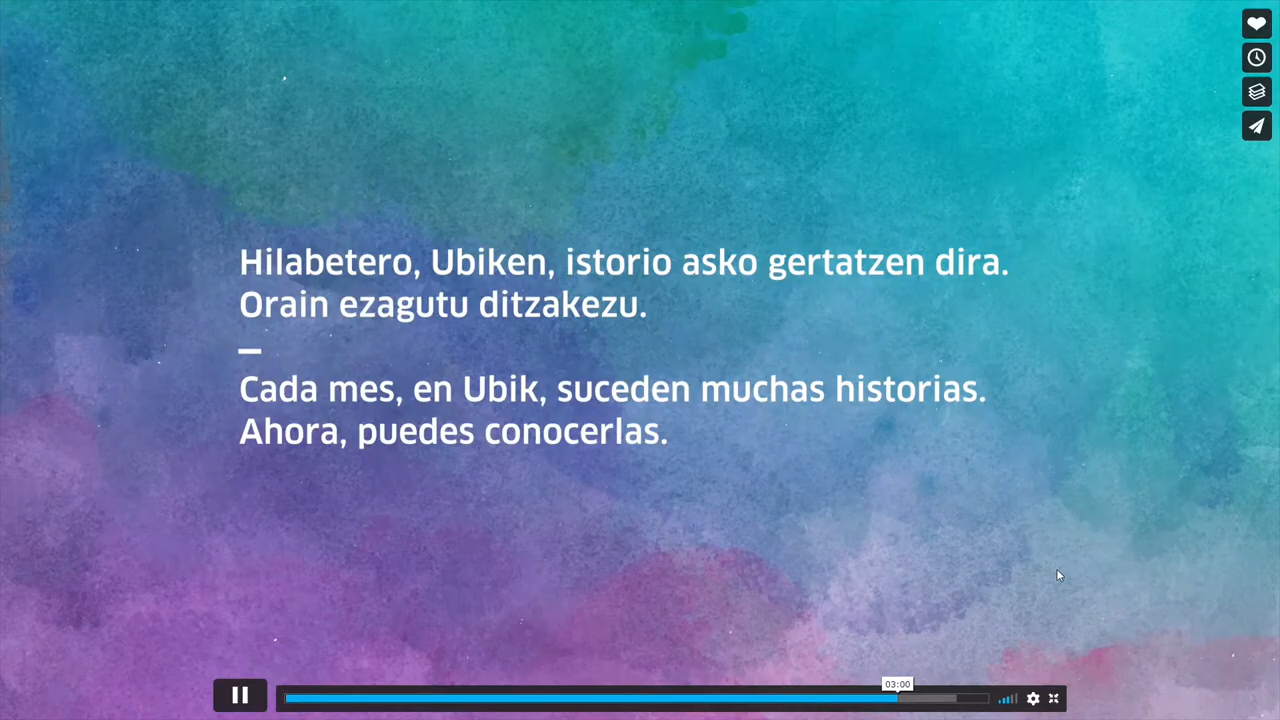 Hilabetero, Ubiken, istorio asko gertatzen dira.
Orain ezagutu ditzakezu.
–
Cada mes, en Ubik, suceden muchas historias.
Ahora, puedes conocerlas.
03:00